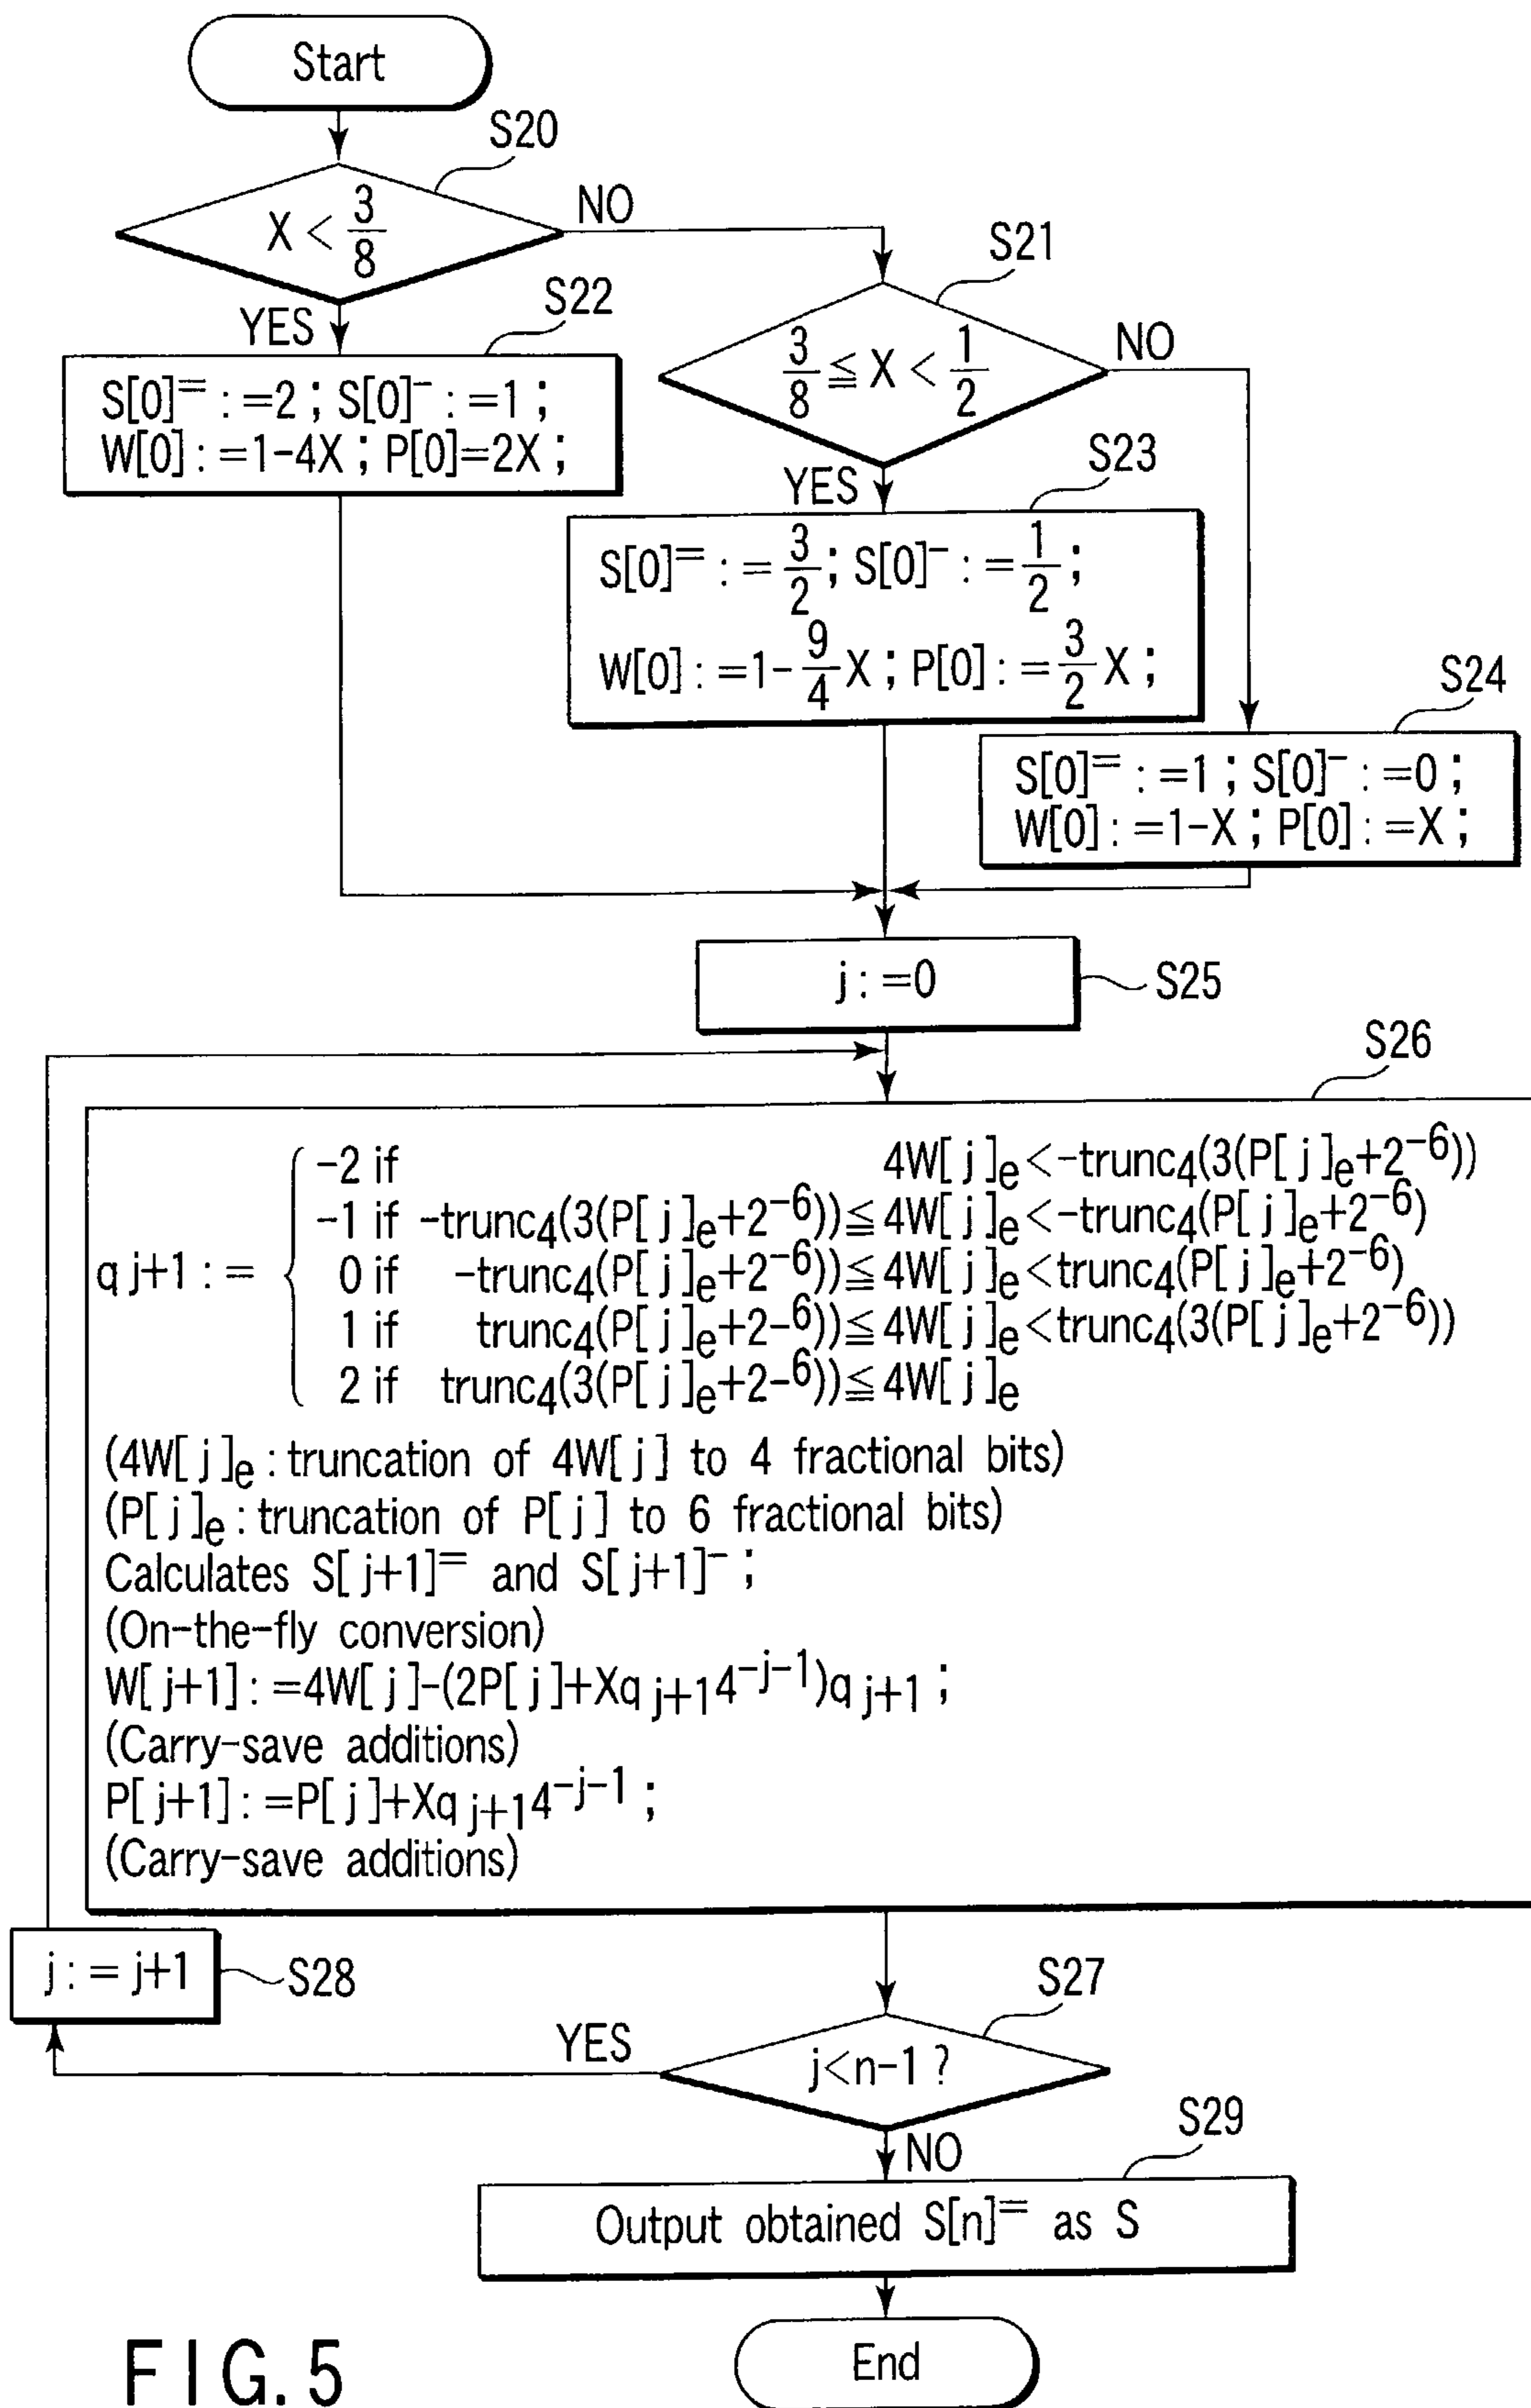 Start
S20
X < 3/8
NO
YES
S21
3/8 ≦ X < 1/2
NO
YES
S22
S[0]⁼ : =2 ; S[0]⁻ : =1 ;
W[0] : =1-4X ; P[0]=2X ;
S23
S[0]⁼ : = 3/2 ; S[0]⁻ : = 1/2 ;
W[0] : =1- 9/4 X ; P[0] : = 3/2 X ;
S24
S[0]⁼ : =1 ; S[0]⁻ : =0 ;
W[0] : =1-X ; P[0] : =X ;
j : =0
S25
S26
q j+1 : =
-2 if 4W[ j ]e <-trunc4(3(P[ j ]e+2⁻⁶))
-1 if -trunc4(3(P[ j ]e+2⁻⁶))≦ 4W[ j ]e <-trunc4(P[ j ]e+2⁻⁶)
0 if -trunc4(P[ j ]e+2⁻⁶))≦ 4W[ j ]e <trunc4(P[ j ]e+2⁻⁶)
1 if trunc4(P[ j ]e+2-⁶))≦ 4W[ j ]e <trunc4(3(P[ j ]e+2⁻⁶))
2 if trunc4(3(P[ j ]e+2-⁶))≦ 4W[ j ]e
(4W[ j ]e : truncation of 4W[ j ] to 4 fractional bits)
(P[ j ]e : truncation of P[ j ] to 6 fractional bits)
Calculates S[ j+1]⁼ and S[ j+1]⁻ ;
(On-the-fly conversion)
W[ j+1] : =4W[ j ]-(2P[ j ]+Xq j+1 4^-j-1)q j+1 ;
(Carry-save additions)
P[ j+1] : =P[ j ]+Xq j+1 4^-j-1 ;
(Carry-save additions)
j : = j+1
S28
S27
j<n-1 ?
YES
NO
S29
Output obtained S[n]⁼ as S
End
FIG. 5